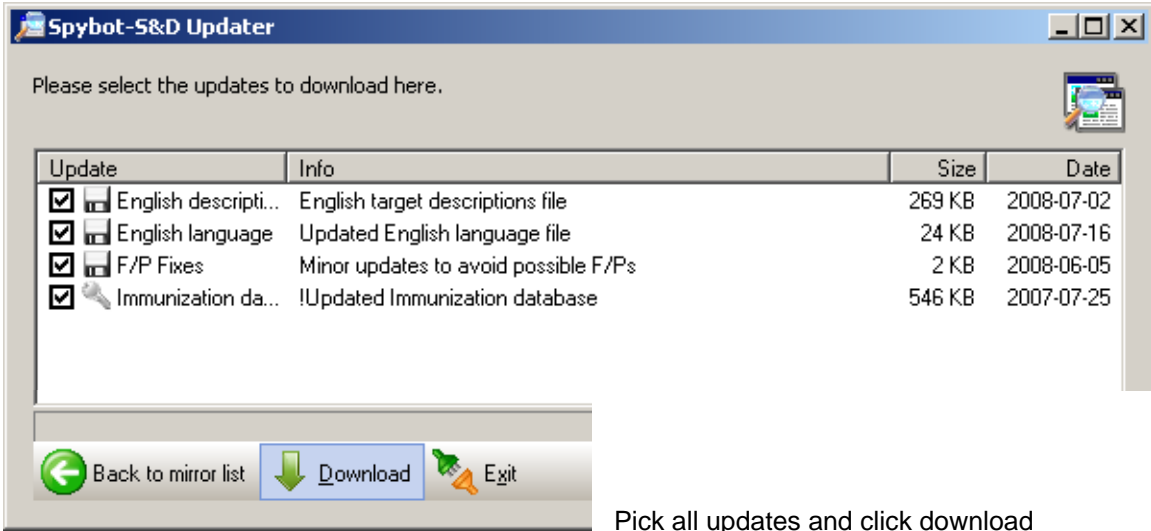 Spybot-S&D Updater
Please select the updates to download here.
Update Info Size Date
English descripti... English target descriptions file 269 KB 2008-07-02
English language Updated English language file 24 KB 2008-07-16
F/P Fixes Minor updates to avoid possible F/Ps 2 KB 2008-06-05
Immunization da... !Updated Immunization database 546 KB 2007-07-25
Back to mirror list Download Exit
Pick all updates and click download